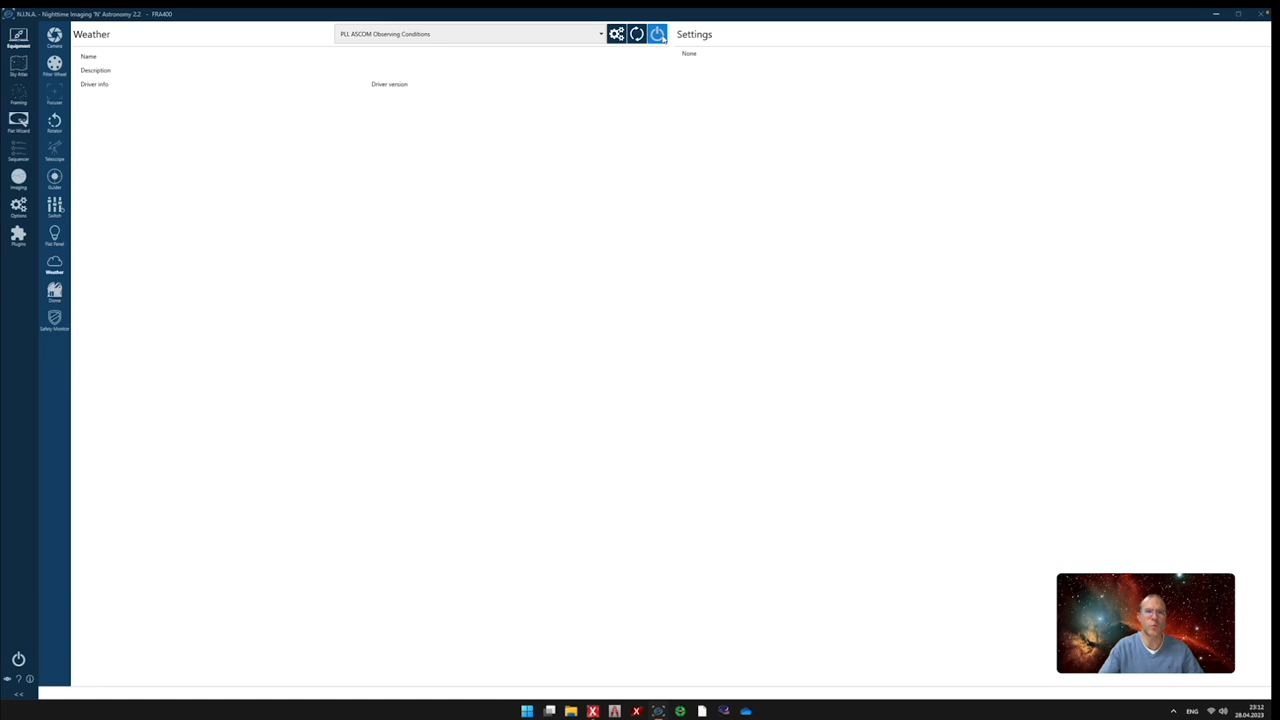 N.I.N.A. - Nighttime Imaging 'N' Astronomy 2.2 - FRA400
Equipment
Sky Atlas
Framing
Flat Wizard
Sequencer
Imaging
Options
Plugins
<<
Camera
Filter Wheel
Focuser
Rotator
Telescope
Guider
Switch
Flat Panel
Weather
Dome
Safety Monitor
Weather
PLL ASCOM Observing Conditions
Name
Description
Driver info
Driver version
Settings
None
ENG
23:12
28.04.2023